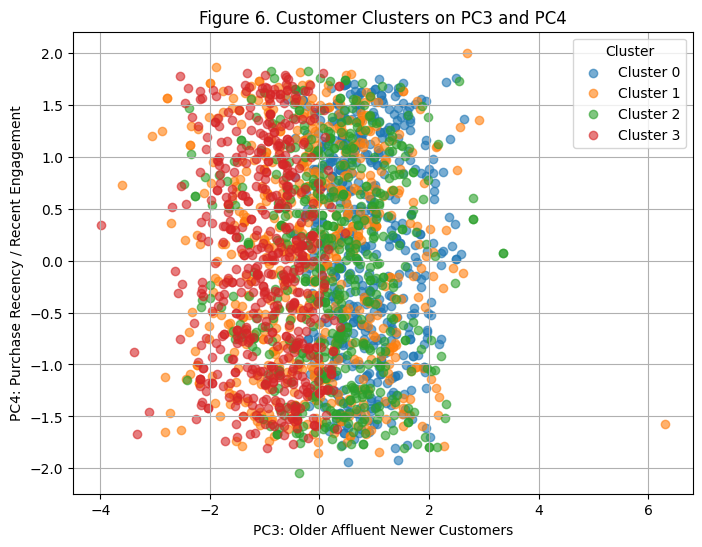 Figure 6. Customer Clusters on PC3 and PC4
Cluster
Cluster 0
Cluster 1
Cluster 2
Cluster 3
PC4: Purchase Recency / Recent Engagement
2.0
1.5
1.0
0.5
0.0
−0.5
−1.0
−1.5
−2.0
−4
−2
0
2
4
6
PC3: Older Affluent Newer Customers